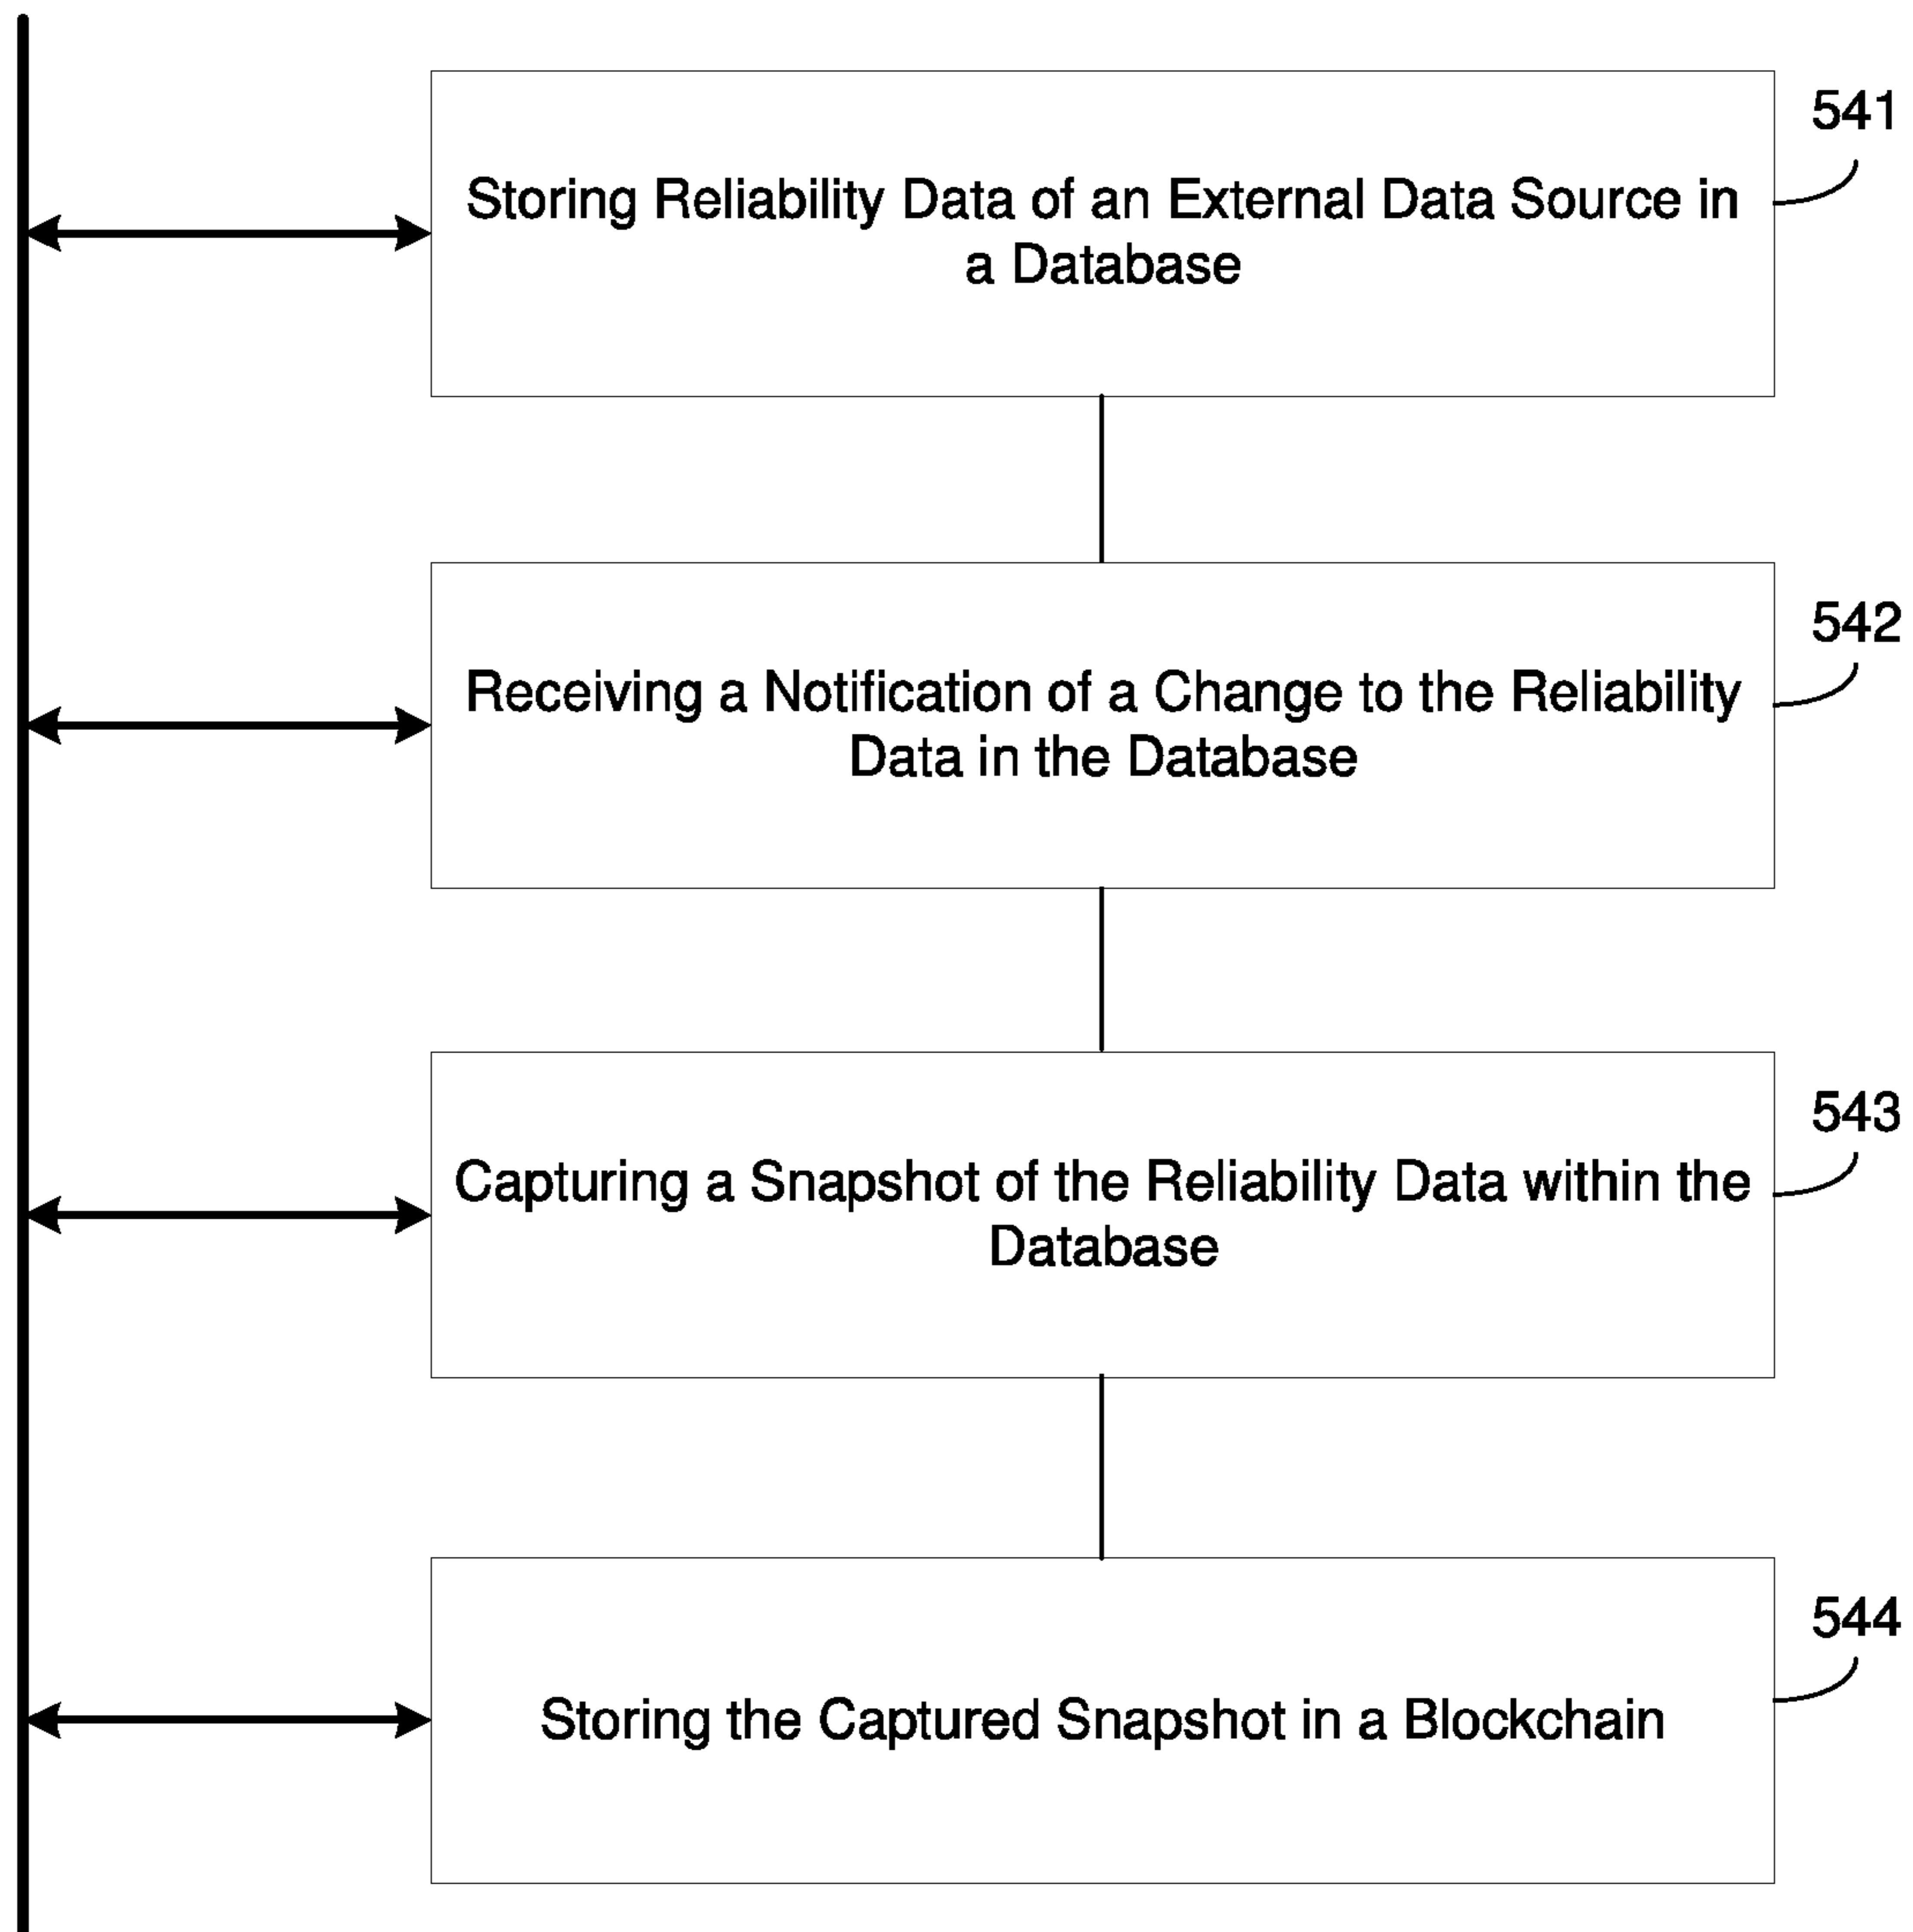 541
Storing Reliability Data of an External Data Source in
a Database
542
Receiving a Notification of a Change to the Reliability
Data in the Database
543
Capturing a Snapshot of the Reliability Data within the
Database
544
Storing the Captured Snapshot in a Blockchain